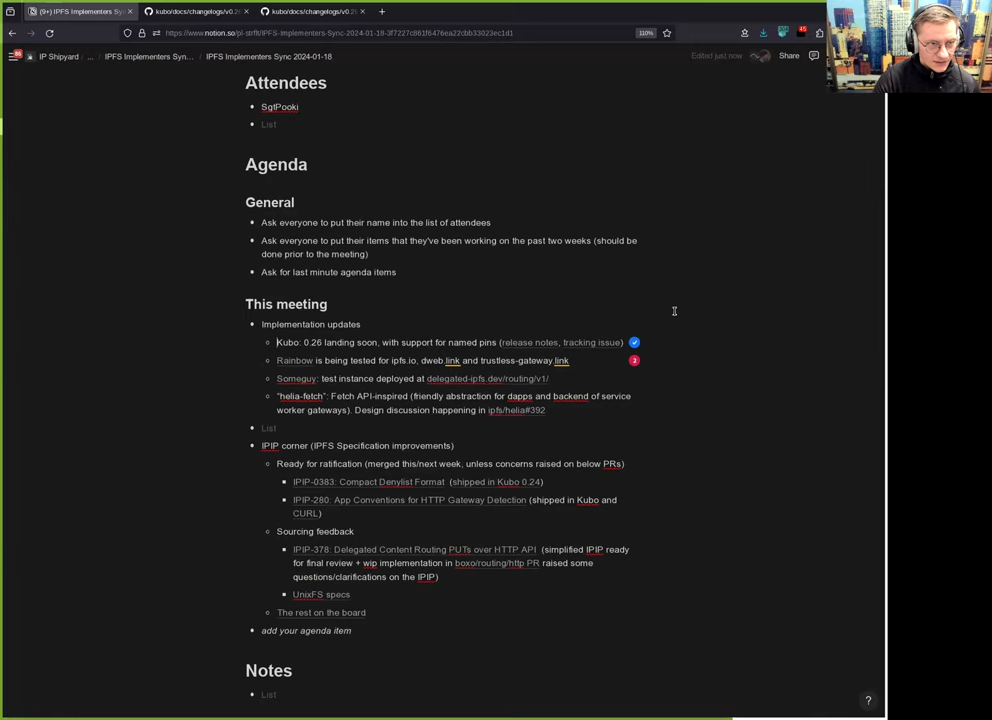 (9+) IPFS Implementers Sync
kubo/docs/changelogs/v0.2
kubo/docs/changelogs/v0.2
https://www.notion.so/pl-strflt/IPFS-Implementers-Sync-2024-01-18-3f7227c861f6476ea22cbb33023ec1d1
110%
45
86
IP Shipyard / ... / IPFS Implementers Syn… / IPFS Implementers Sync 2024-01-18
Edited just now
Share
Attendees
• SgtPooki
• List
Agenda
General
• Ask everyone to put their name into the list of attendees
• Ask everyone to put their items that they've been working on the past two weeks (should be
done prior to the meeting)
• Ask for last minute agenda items
This meeting
• Implementation updates
Kubo: 0.26 landing soon, with support for named pins (release notes, tracking issue)
Rainbow is being tested for ipfs.io, dweb.link and trustless-gateway.link
Someguy: test instance deployed at delegated-ipfs.dev/routing/v1/
“helia-fetch”: Fetch API-inspired (friendly abstraction for dapps and backend of service
worker gateways). Design discussion happening in ipfs/helia#392
• List
• IPIP corner (IPFS Specification improvements)
Ready for ratification (merged this/next week, unless concerns raised on below PRs)
IPIP-0383: Compact Denylist Format (shipped in Kubo 0.24)
IPIP-280: App Conventions for HTTP Gateway Detection (shipped in Kubo and
CURL)
Sourcing feedback
IPIP-378: Delegated Content Routing PUTs over HTTP API (simplified IPIP ready
for final review + wip implementation in boxo/routing/http PR raised some
questions/clarifications on the IPIP)
UnixFS specs
The rest on the board
• add your agenda item
Notes
• List
?